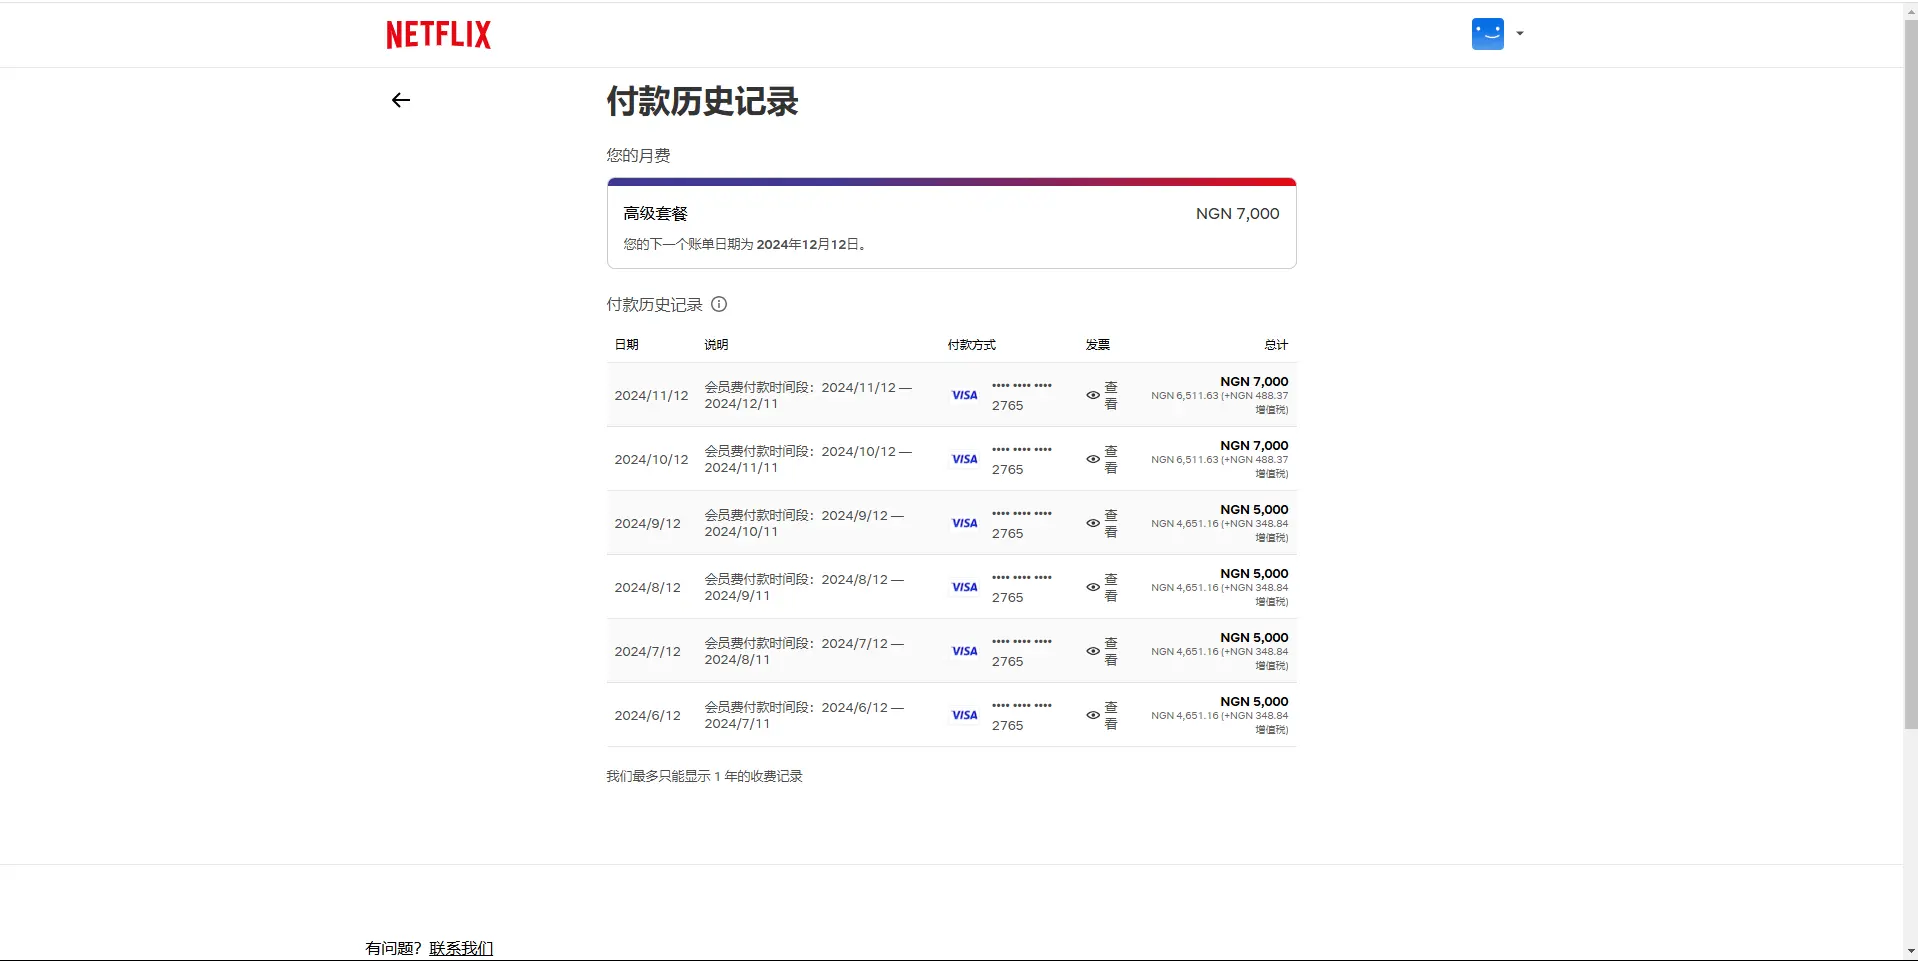 NETFLIX
付款历史记录
您的月费
高级套餐 NGN 7,000
您的下一个账单日期为 2024年12月12日。
付款历史记录
日期 说明 付款方式 发票 总计
2024/11/12 会员费付款时间段：2024/11/12 — 2024/12/11 VISA •••• •••• •••• 2765 查看 NGN 7,000 NGN 6,511.63 (+NGN 488.37 增值税)
2024/10/12 会员费付款时间段：2024/10/12 — 2024/11/11 VISA •••• •••• •••• 2765 查看 NGN 7,000 NGN 6,511.63 (+NGN 488.37 增值税)
2024/9/12 会员费付款时间段：2024/9/12 — 2024/10/11 VISA •••• •••• •••• 2765 查看 NGN 5,000 NGN 4,651.16 (+NGN 348.84 增值税)
2024/8/12 会员费付款时间段：2024/8/12 — 2024/9/11 VISA •••• •••• •••• 2765 查看 NGN 5,000 NGN 4,651.16 (+NGN 348.84 增值税)
2024/7/12 会员费付款时间段：2024/7/12 — 2024/8/11 VISA •••• •••• •••• 2765 查看 NGN 5,000 NGN 4,651.16 (+NGN 348.84 增值税)
2024/6/12 会员费付款时间段：2024/6/12 — 2024/7/11 VISA •••• •••• •••• 2765 查看 NGN 5,000 NGN 4,651.16 (+NGN 348.84 增值税)
我们最多只能显示 1 年的收费记录
有问题？联系我们